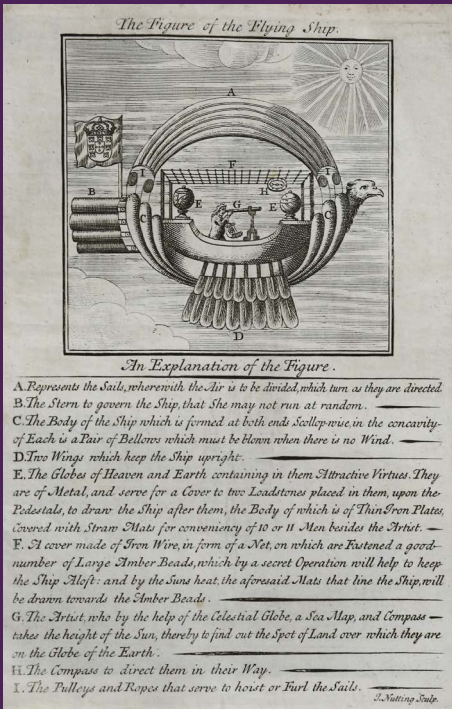 The Figure of the Flying Ship.
A
I
I
B
F
H
E
G
E
C
C
D
An Explanation of the Figure.
A. Represents the Sails, wherewith the Air is to be divided, which turn as they are directed
B. The Stern to govern the Ship, that She may not run at random.
C. The Body of the Ship which is formed at both ends Scollop-wise, in the concavity
of Each is a Pair of Bellows which must be blown when there is no Wind.
D. Two Wings which keep the Ship upright.
E. The Globes of Heaven and Earth containing in them Attractive Virtues. They
are of Metal, and serve for a Cover to two Loadstones placed in them, upon the
Pedestals, to draw the Ship after them, the Body of which is of Thin Iron Plates,
Covered with Straw Mats for conveniency of 10 or 11 Men besides the Artist.
F. A cover made of Iron Wire, in form of a Net, on which are Fastened a good
number of Large Amber Beads, which by a secret Operation will help to keep
the Ship Aloft: and by the Suns heat, the aforesaid Mats that line the Ship, will
be drawn towards the Amber Beads.
G. The Artist, who by the help of the Celestial Globe, a Sea Map, and Compass
takes the height of the Sun, thereby to find out the Spot of Land over which they are
on the Globe of the Earth.
H. The Compass to direct them in their Way.
I. The Pulleys and Ropes that serve to hoist or Furl the Sails.
J. Nutting Sculp.